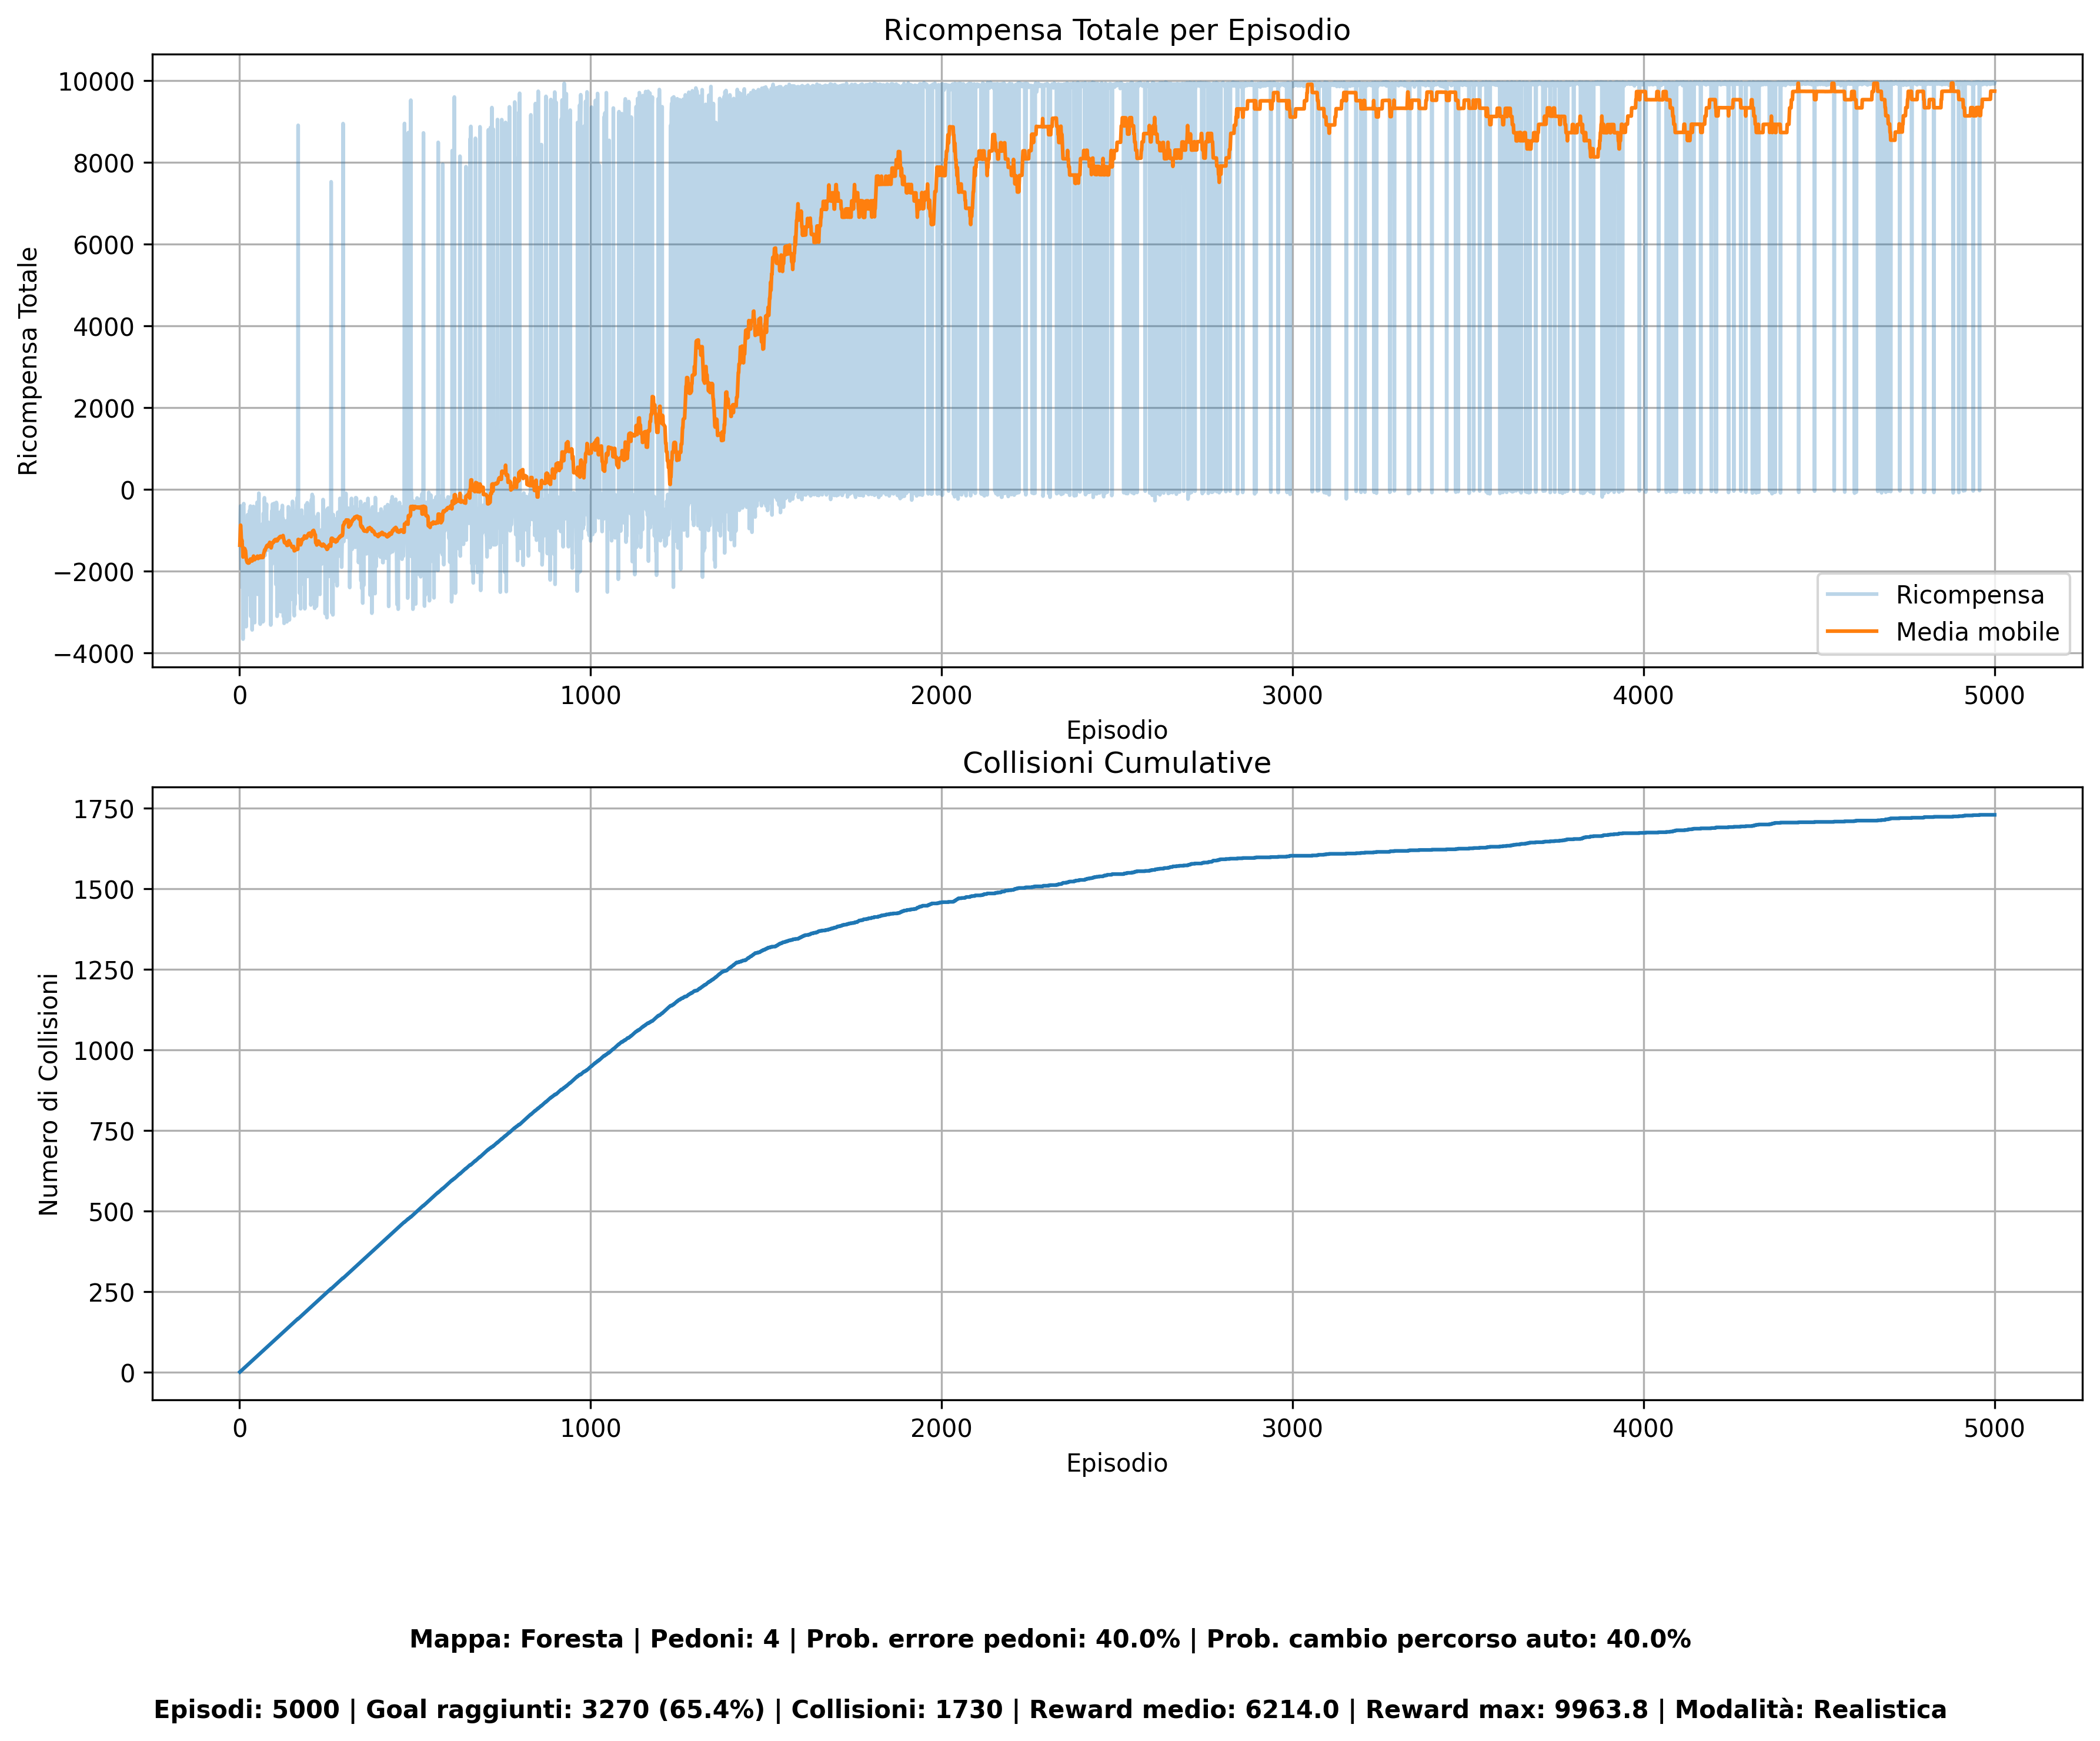 Ricompensa Totale per Episodio
Ricompensa Totale
10000
8000
6000
4000
2000
0
−2000
−4000
Ricompensa
Media mobile
0 1000 2000 3000 4000 5000
Episodio
Collisioni Cumulative
Numero di Collisioni
1750
1500
1250
1000
750
500
250
0
0 1000 2000 3000 4000 5000
Episodio
Mappa: Foresta | Pedoni: 4 | Prob. errore pedoni: 40.0% | Prob. cambio percorso auto: 40.0%
Episodi: 5000 | Goal raggiunti: 3270 (65.4%) | Collisioni: 1730 | Reward medio: 6214.0 | Reward max: 9963.8 | Modalità: Realistica